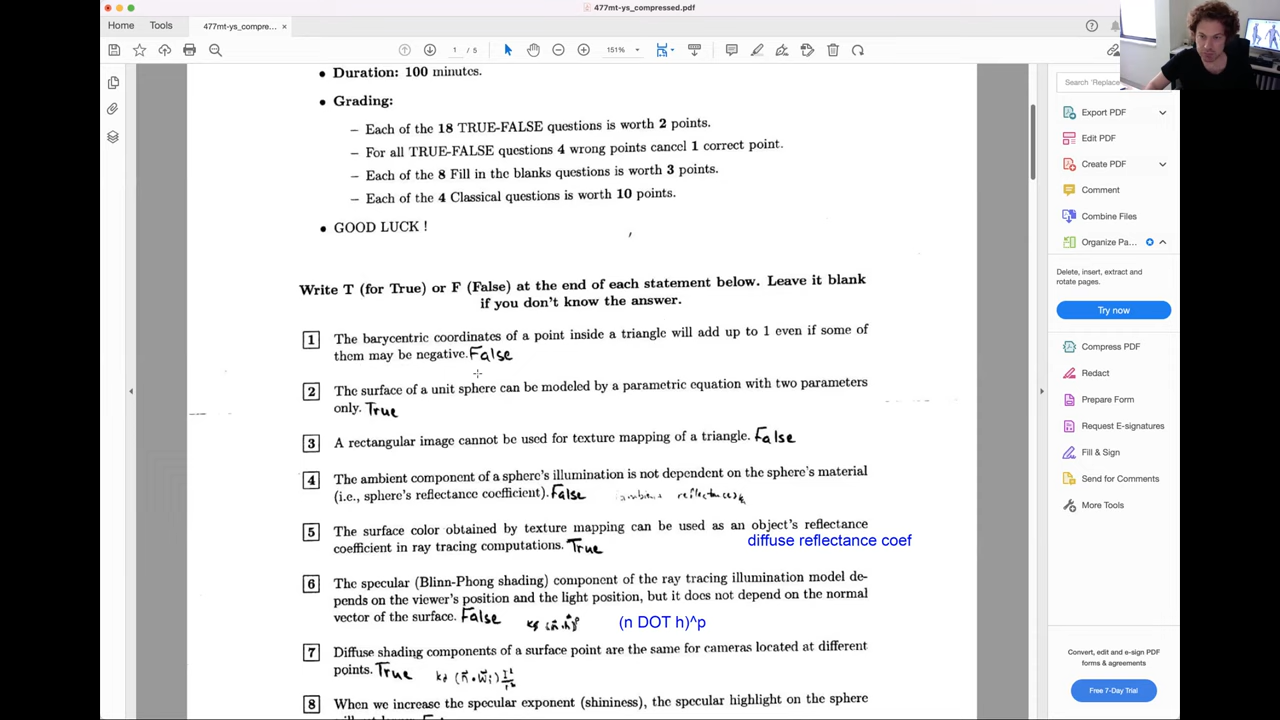 477mt-ys_compressed.pdf
Home
Tools
477mt-ys_compre...
1 / 5
151%
• Duration: 100 minutes.
• Grading:
– Each of the 18 TRUE-FALSE questions is worth 2 points.
– For all TRUE-FALSE questions 4 wrong points cancel 1 correct point.
– Each of the 8 Fill in the blanks questions is worth 3 points.
– Each of the 4 Classical questions is worth 10 points.
• GOOD LUCK !
Write T (for True) or F (False) at the end of each statement below. Leave it blank
if you don't know the answer.
1 The barycentric coordinates of a point inside a triangle will add up to 1 even if some of
them may be negative. False
2 The surface of a unit sphere can be modeled by a parametric equation with two parameters
only. True
3 A rectangular image cannot be used for texture mapping of a triangle. False
4 The ambient component of a sphere's illumination is not dependent on the sphere's material
(i.e., sphere's reflectance coefficient). False
5 The surface color obtained by texture mapping can be used as an object's reflectance
coefficient in ray tracing computations. True
diffuse reflectance coef
6 The specular (Blinn-Phong shading) component of the ray tracing illumination model de-
pends on the viewer's position and the light position, but it does not depend on the normal
vector of the surface. False
(n DOT h)^p
7 Diffuse shading components of a surface point are the same for cameras located at different
points. True
8 When we increase the specular exponent (shininess), the specular highlight on the sphere
Search 'Replace
Export PDF
Edit PDF
Create PDF
Comment
Combine Files
Organize Pa...
Delete, insert, extract and
rotate pages.
Try now
Compress PDF
Redact
Prepare Form
Request E-signatures
Fill & Sign
Send for Comments
More Tools
Convert, edit and e-sign PDF
forms & agreements
Free 7-Day Trial